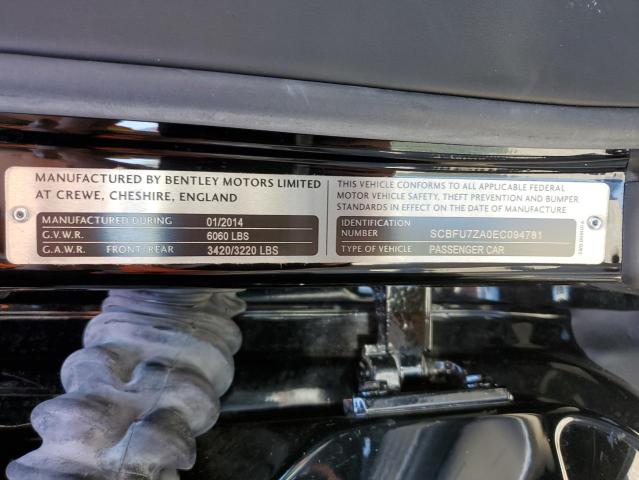 MANUFACTURED BY BENTLEY MOTORS LIMITED
AT CREWE, CHESHIRE, ENGLAND
MANUFACTURED DURING 01/2014
G.V.W.R. 6060 LBS
G.A.W.R. FRONT/REAR 3420/3220 LBS
THIS VEHICLE CONFORMS TO ALL APPLICABLE FEDERAL
MOTOR VEHICLE SAFETY, THEFT PREVENTION AND BUMPER
STANDARDS IN EFFECT ON THE DATE OF MANUFACTURE
IDENTIFICATION
NUMBER SCBFU7ZA0EC094781
TYPE OF VEHICLE PASSENGER CAR